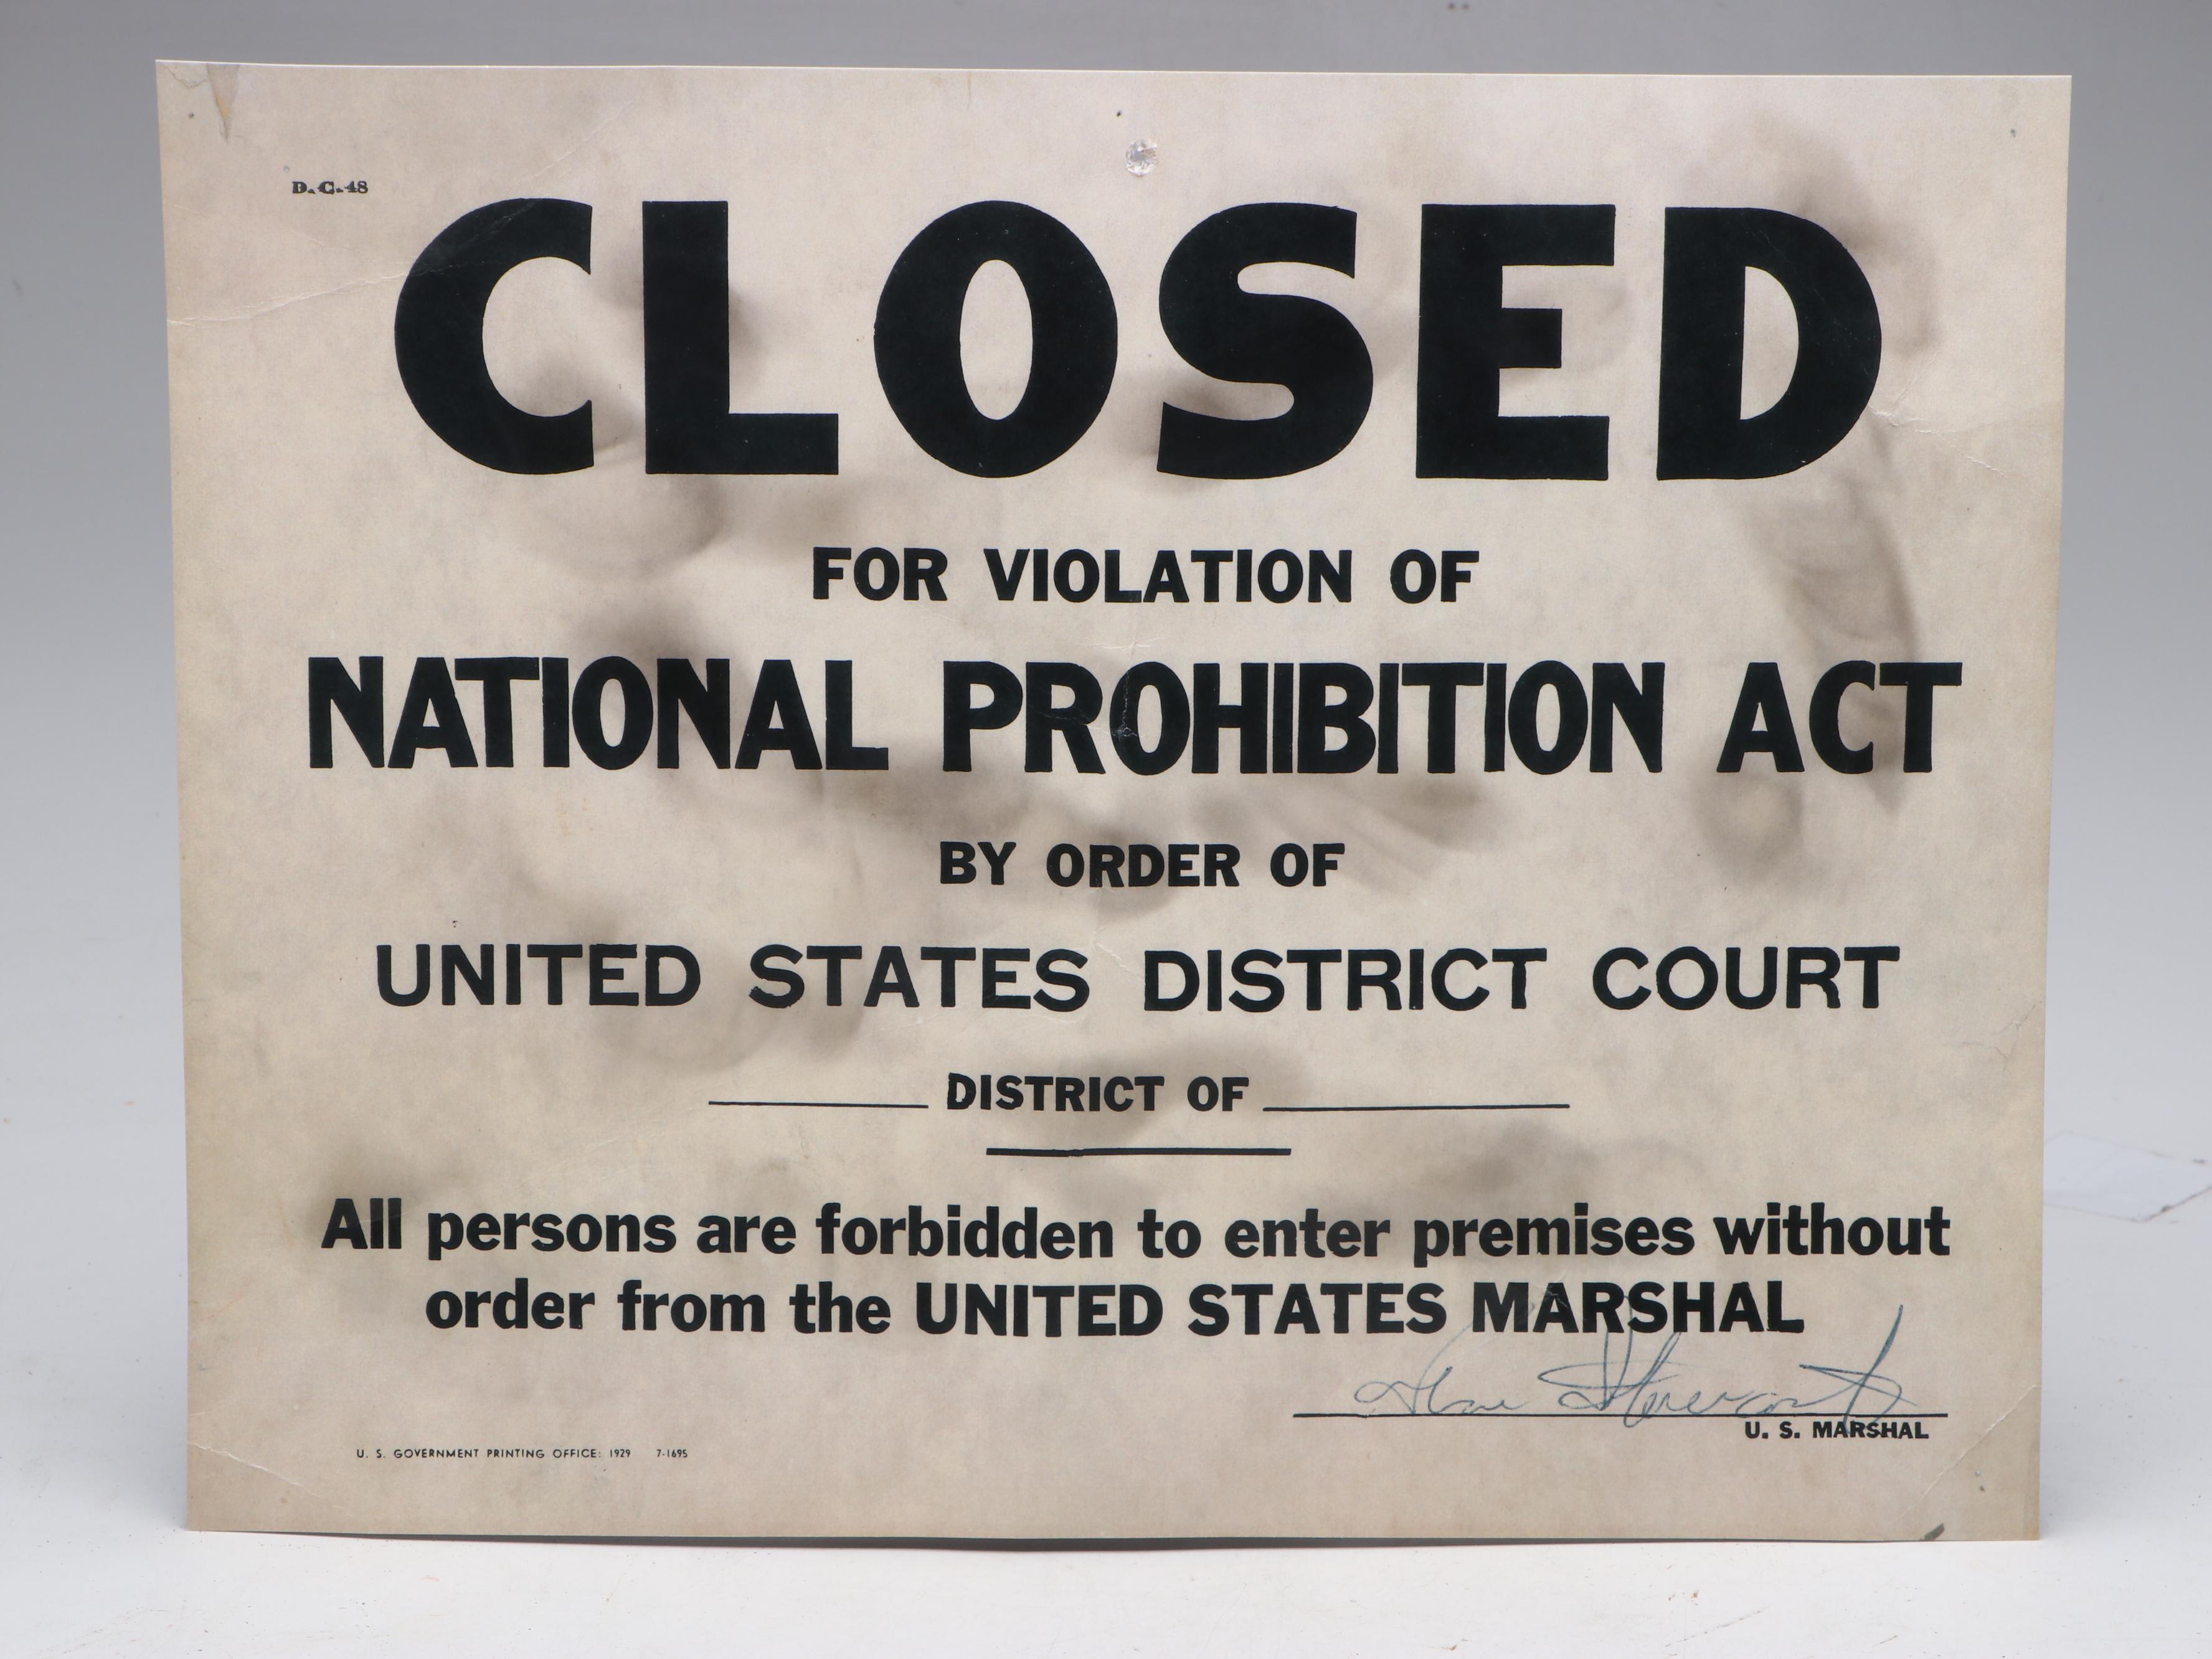 D. C. 48
CLOSED
FOR VIOLATION OF
NATIONAL PROHIBITION ACT
BY ORDER OF
UNITED STATES DISTRICT COURT
DISTRICT OF
All persons are forbidden to enter premises without
order from the UNITED STATES MARSHAL
Stewart
U. S. MARSHAL
U. S. GOVERNMENT PRINTING OFFICE: 1929 7-1695